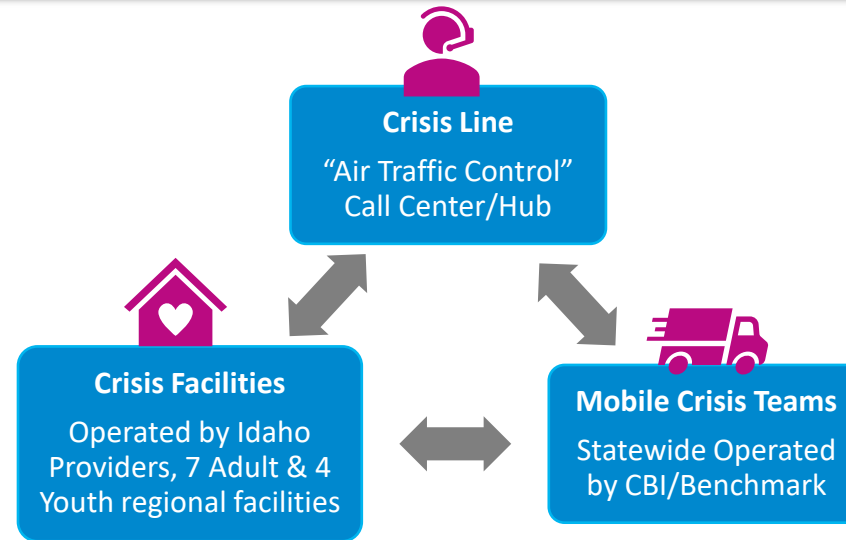 Crisis Line
“Air Traffic Control”
Call Center/Hub
Crisis Facilities
Operated by Idaho
Providers, 7 Adult & 4
Youth regional facilities
Mobile Crisis Teams
Statewide Operated
by CBI/Benchmark